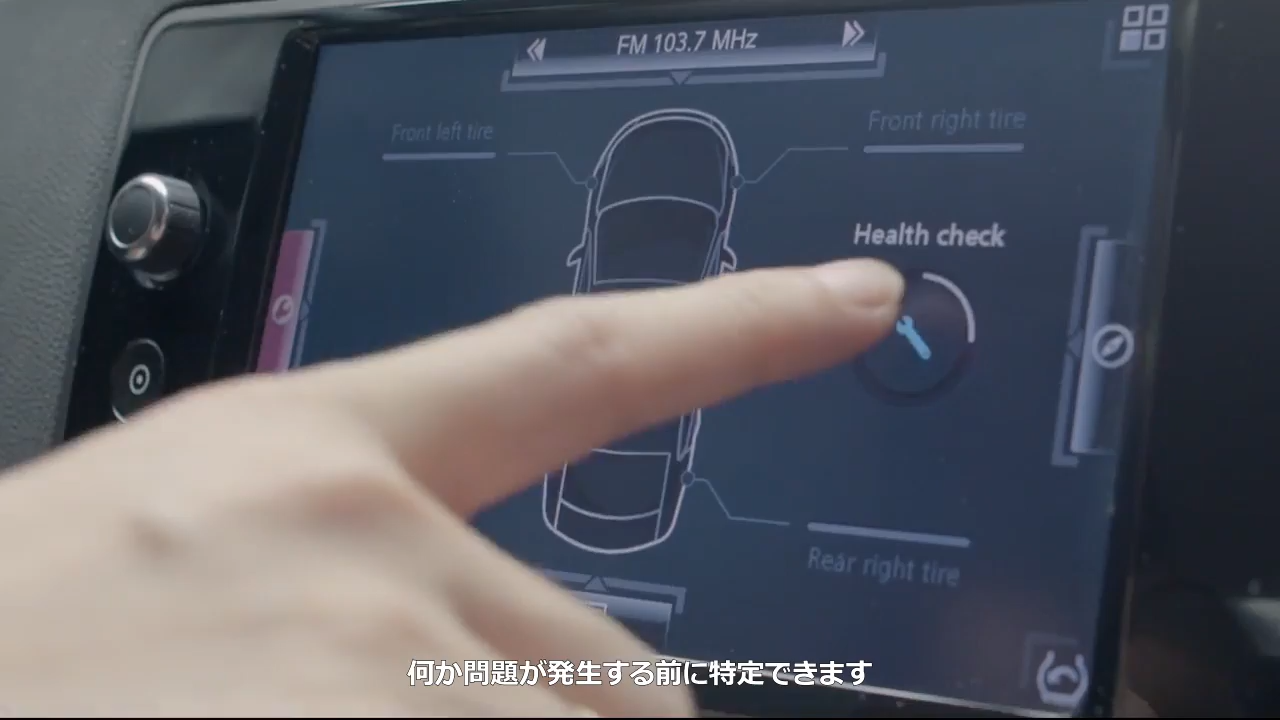 FM 103.7 MHz
Front left tire
Front right tire
Health check
Rear right tire
何か問題が発生する前に特定できます